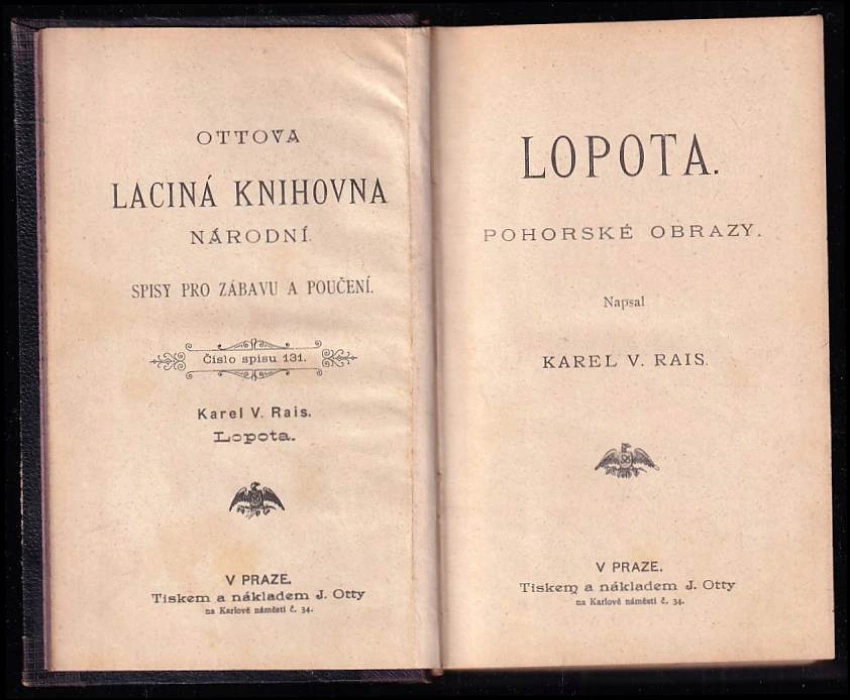 OTTOVA
LACINÁ KNIHOVNA
NÁRODNÍ.
SPISY PRO ZÁBAVU A POUČENÍ.
Číslo spisu 131.
Karel V. Rais.
Lopota.
V PRAZE.
Tiskem a nákladem J. Otty
na Karlově náměstí č. 34.
LOPOTA.
POHORSKÉ OBRAZY.
Napsal
KAREL V. RAIS.
V PRAZE.
Tiskem a nákladem J. Otty
na Karlově náměstí č. 34.